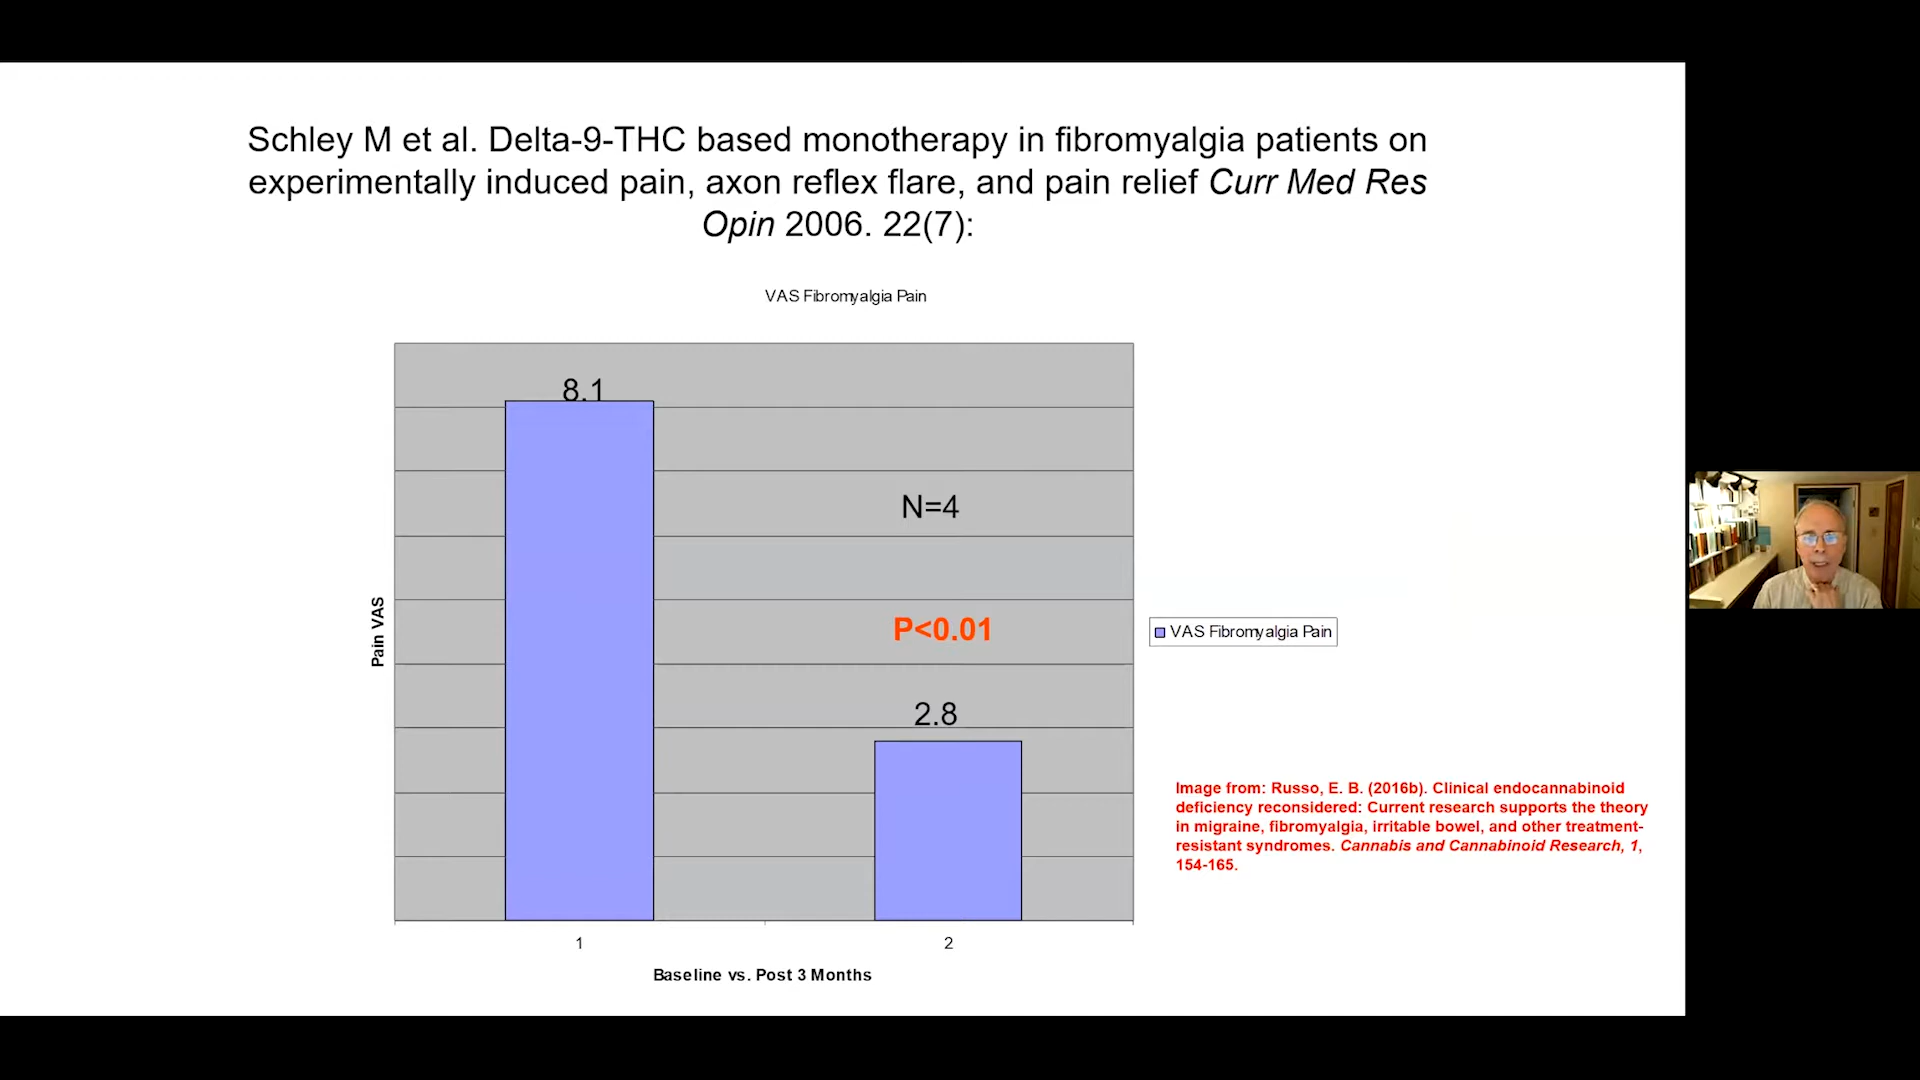 Schley M et al. Delta-9-THC based monotherapy in fibromyalgia patients on
experimentally induced pain, axon reflex flare, and pain relief Curr Med Res
Opin 2006. 22(7):
VAS Fibromyalgia Pain
8.1
N=4
P<0.01
2.8
Pain VAS
VAS Fibromyalgia Pain
1
2
Baseline vs. Post 3 Months
Image from: Russo, E. B. (2016b). Clinical endocannabinoid
deficiency reconsidered: Current research supports the theory
in migraine, fibromyalgia, irritable bowel, and other treatment-
resistant syndromes. Cannabis and Cannabinoid Research, 1,
154-165.